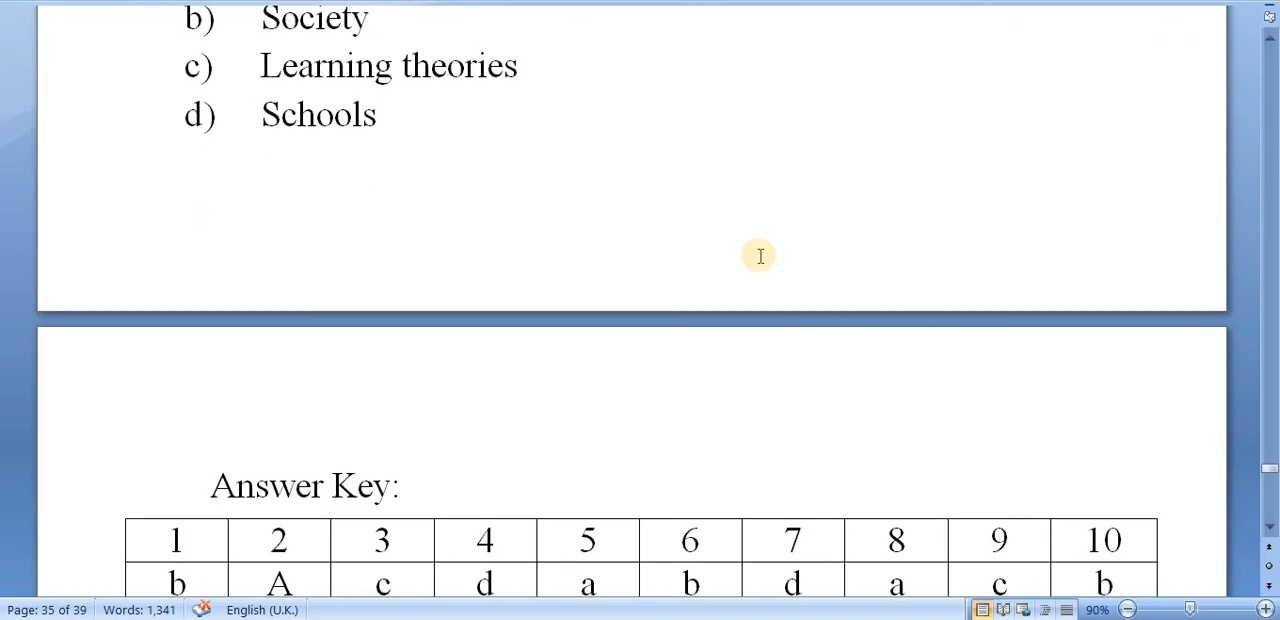 b) Society
c) Learning theories
d) Schools
Answer Key:
1 2 3 4 5 6 7 8 9 10
b A c d a b d a c b
Page: 35 of 39 Words: 1,341 English (U.K.) 90%